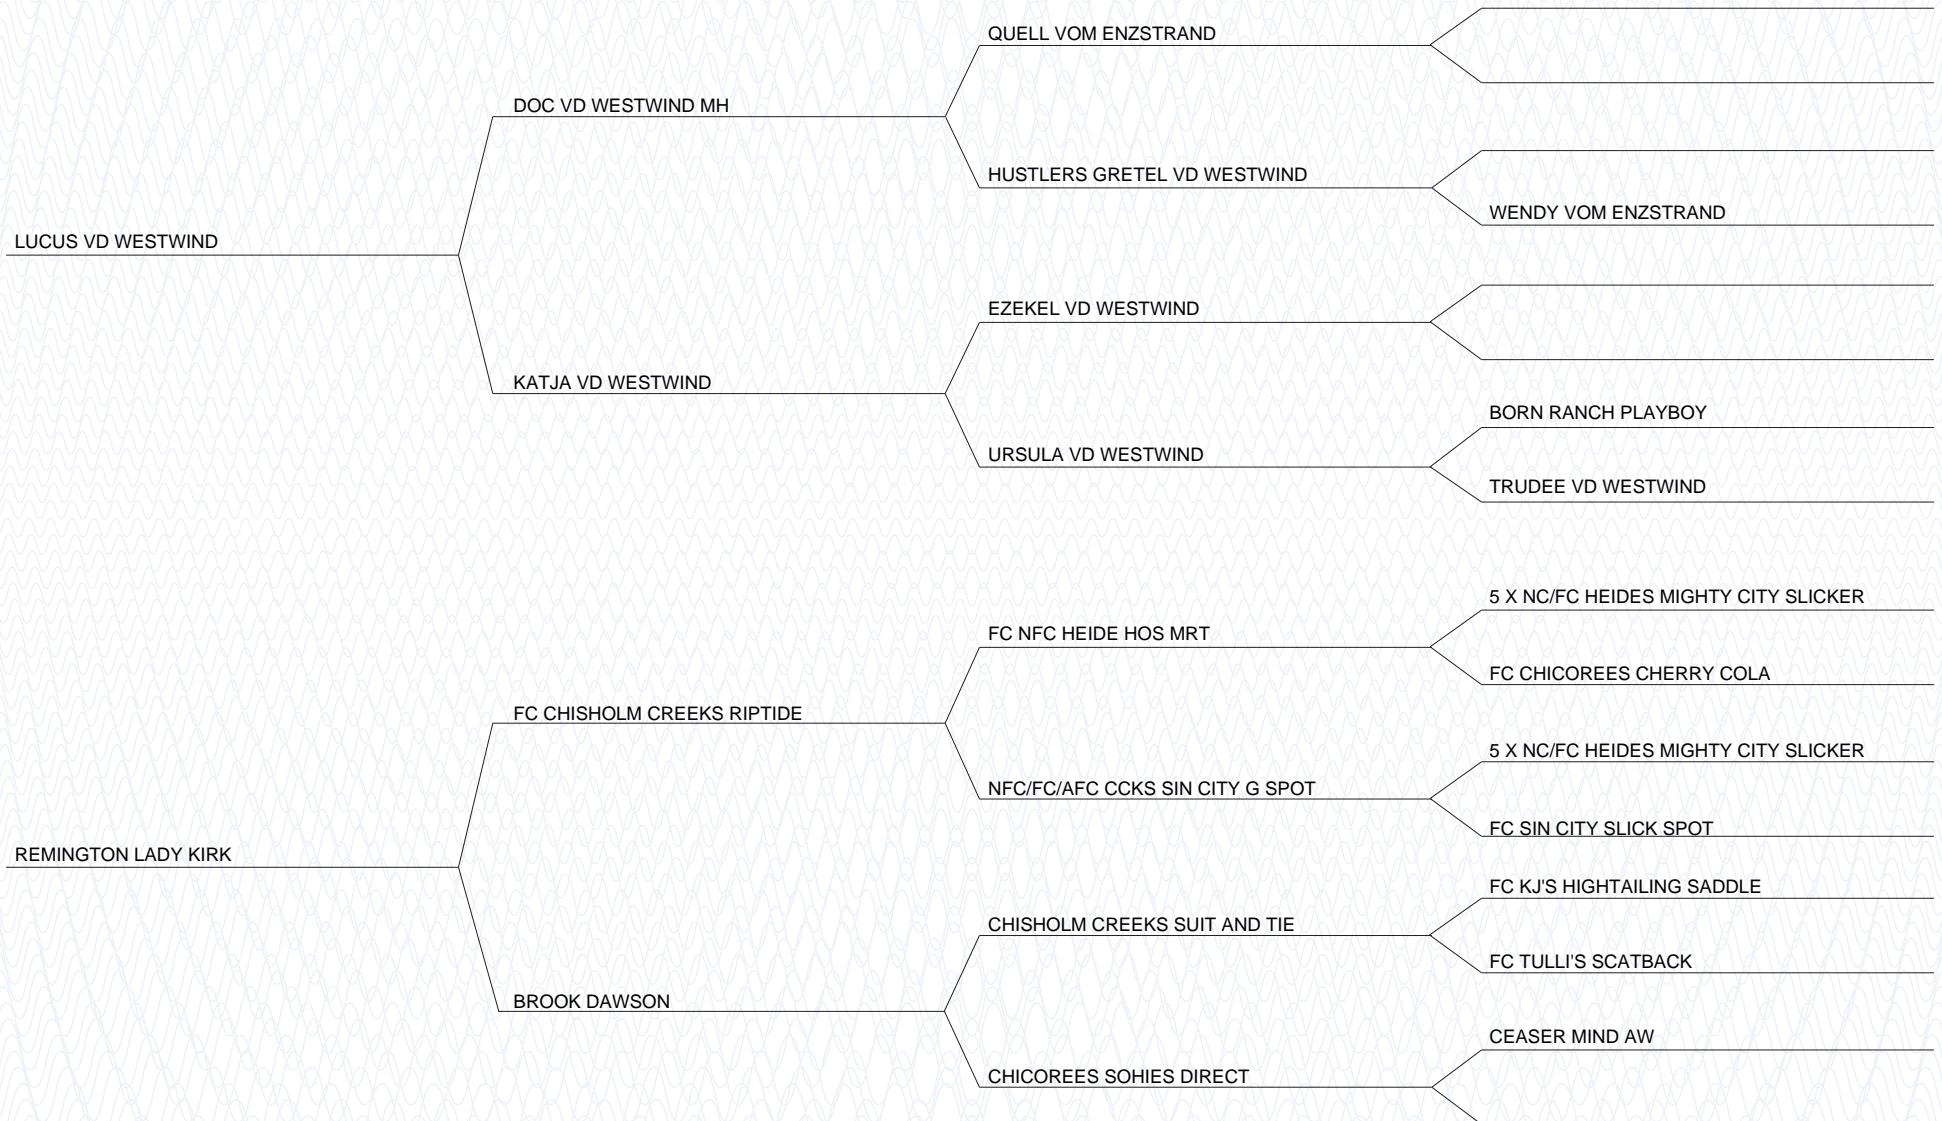 QUELL VOM ENZSTRAND
DOC VD WESTWIND MH
HUSTLERS GRETEL VD WESTWIND
WENDY VOM ENZSTRAND
LUCUS VD WESTWIND
EZEKEL VD WESTWIND
KATJA VD WESTWIND
BORN RANCH PLAYBOY
URSULA VD WESTWIND
TRUDEE VD WESTWIND
5 X NC/FC HEIDES MIGHTY CITY SLICKER
FC NFC HEIDE HOS MRT
FC CHICOREES CHERRY COLA
FC CHISHOLM CREEKS RIPTIDE
5 X NC/FC HEIDES MIGHTY CITY SLICKER
NFC/FC/AFC CCKS SIN CITY G SPOT
FC SIN CITY SLICK SPOT
REMINGTON LADY KIRK
FC KJ'S HIGHTAILING SADDLE
CHISHOLM CREEKS SUIT AND TIE
FC TULLI'S SCATBACK
BROOK DAWSON
CEASER MIND AW
CHICOREES SOHIES DIRECT